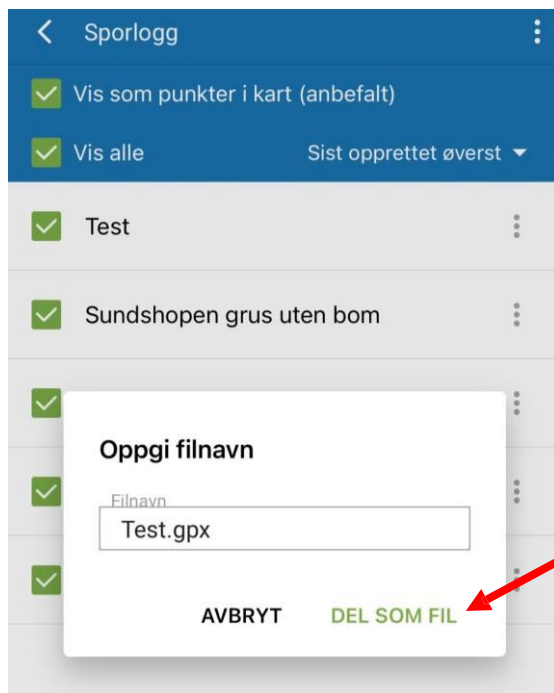 Sporlogg
Vis som punkter i kart (anbefalt)
Vis alle Sist opprettet øverst
Test
Sundshopen grus uten bom
Oppgi filnavn
Filnavn
Test.gpx
AVBRYT DEL SOM FIL